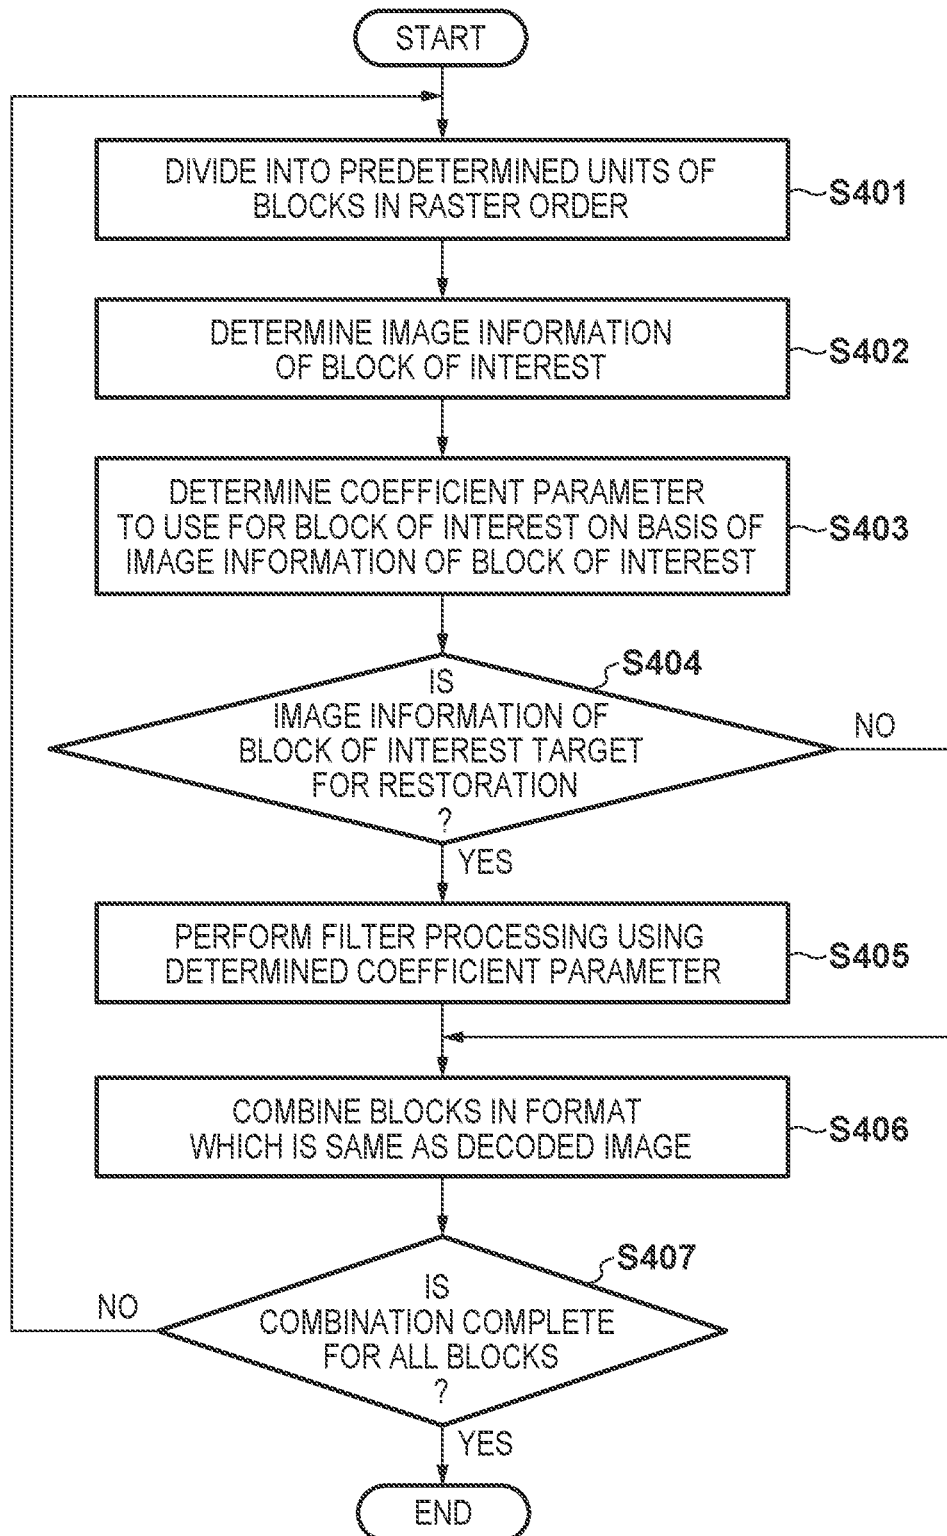 START
DIVIDE INTO PREDETERMINED UNITS OF
BLOCKS IN RASTER ORDER
S401
DETERMINE IMAGE INFORMATION
OF BLOCK OF INTEREST
S402
DETERMINE COEFFICIENT PARAMETER
TO USE FOR BLOCK OF INTEREST ON BASIS OF
IMAGE INFORMATION OF BLOCK OF INTEREST
S403
S404
IS
IMAGE INFORMATION OF
BLOCK OF INTEREST TARGET
FOR RESTORATION
?
NO
YES
PERFORM FILTER PROCESSING USING
DETERMINED COEFFICIENT PARAMETER
S405
COMBINE BLOCKS IN FORMAT
WHICH IS SAME AS DECODED IMAGE
S406
S407
IS
COMBINATION COMPLETE
FOR ALL BLOCKS
?
NO
YES
END